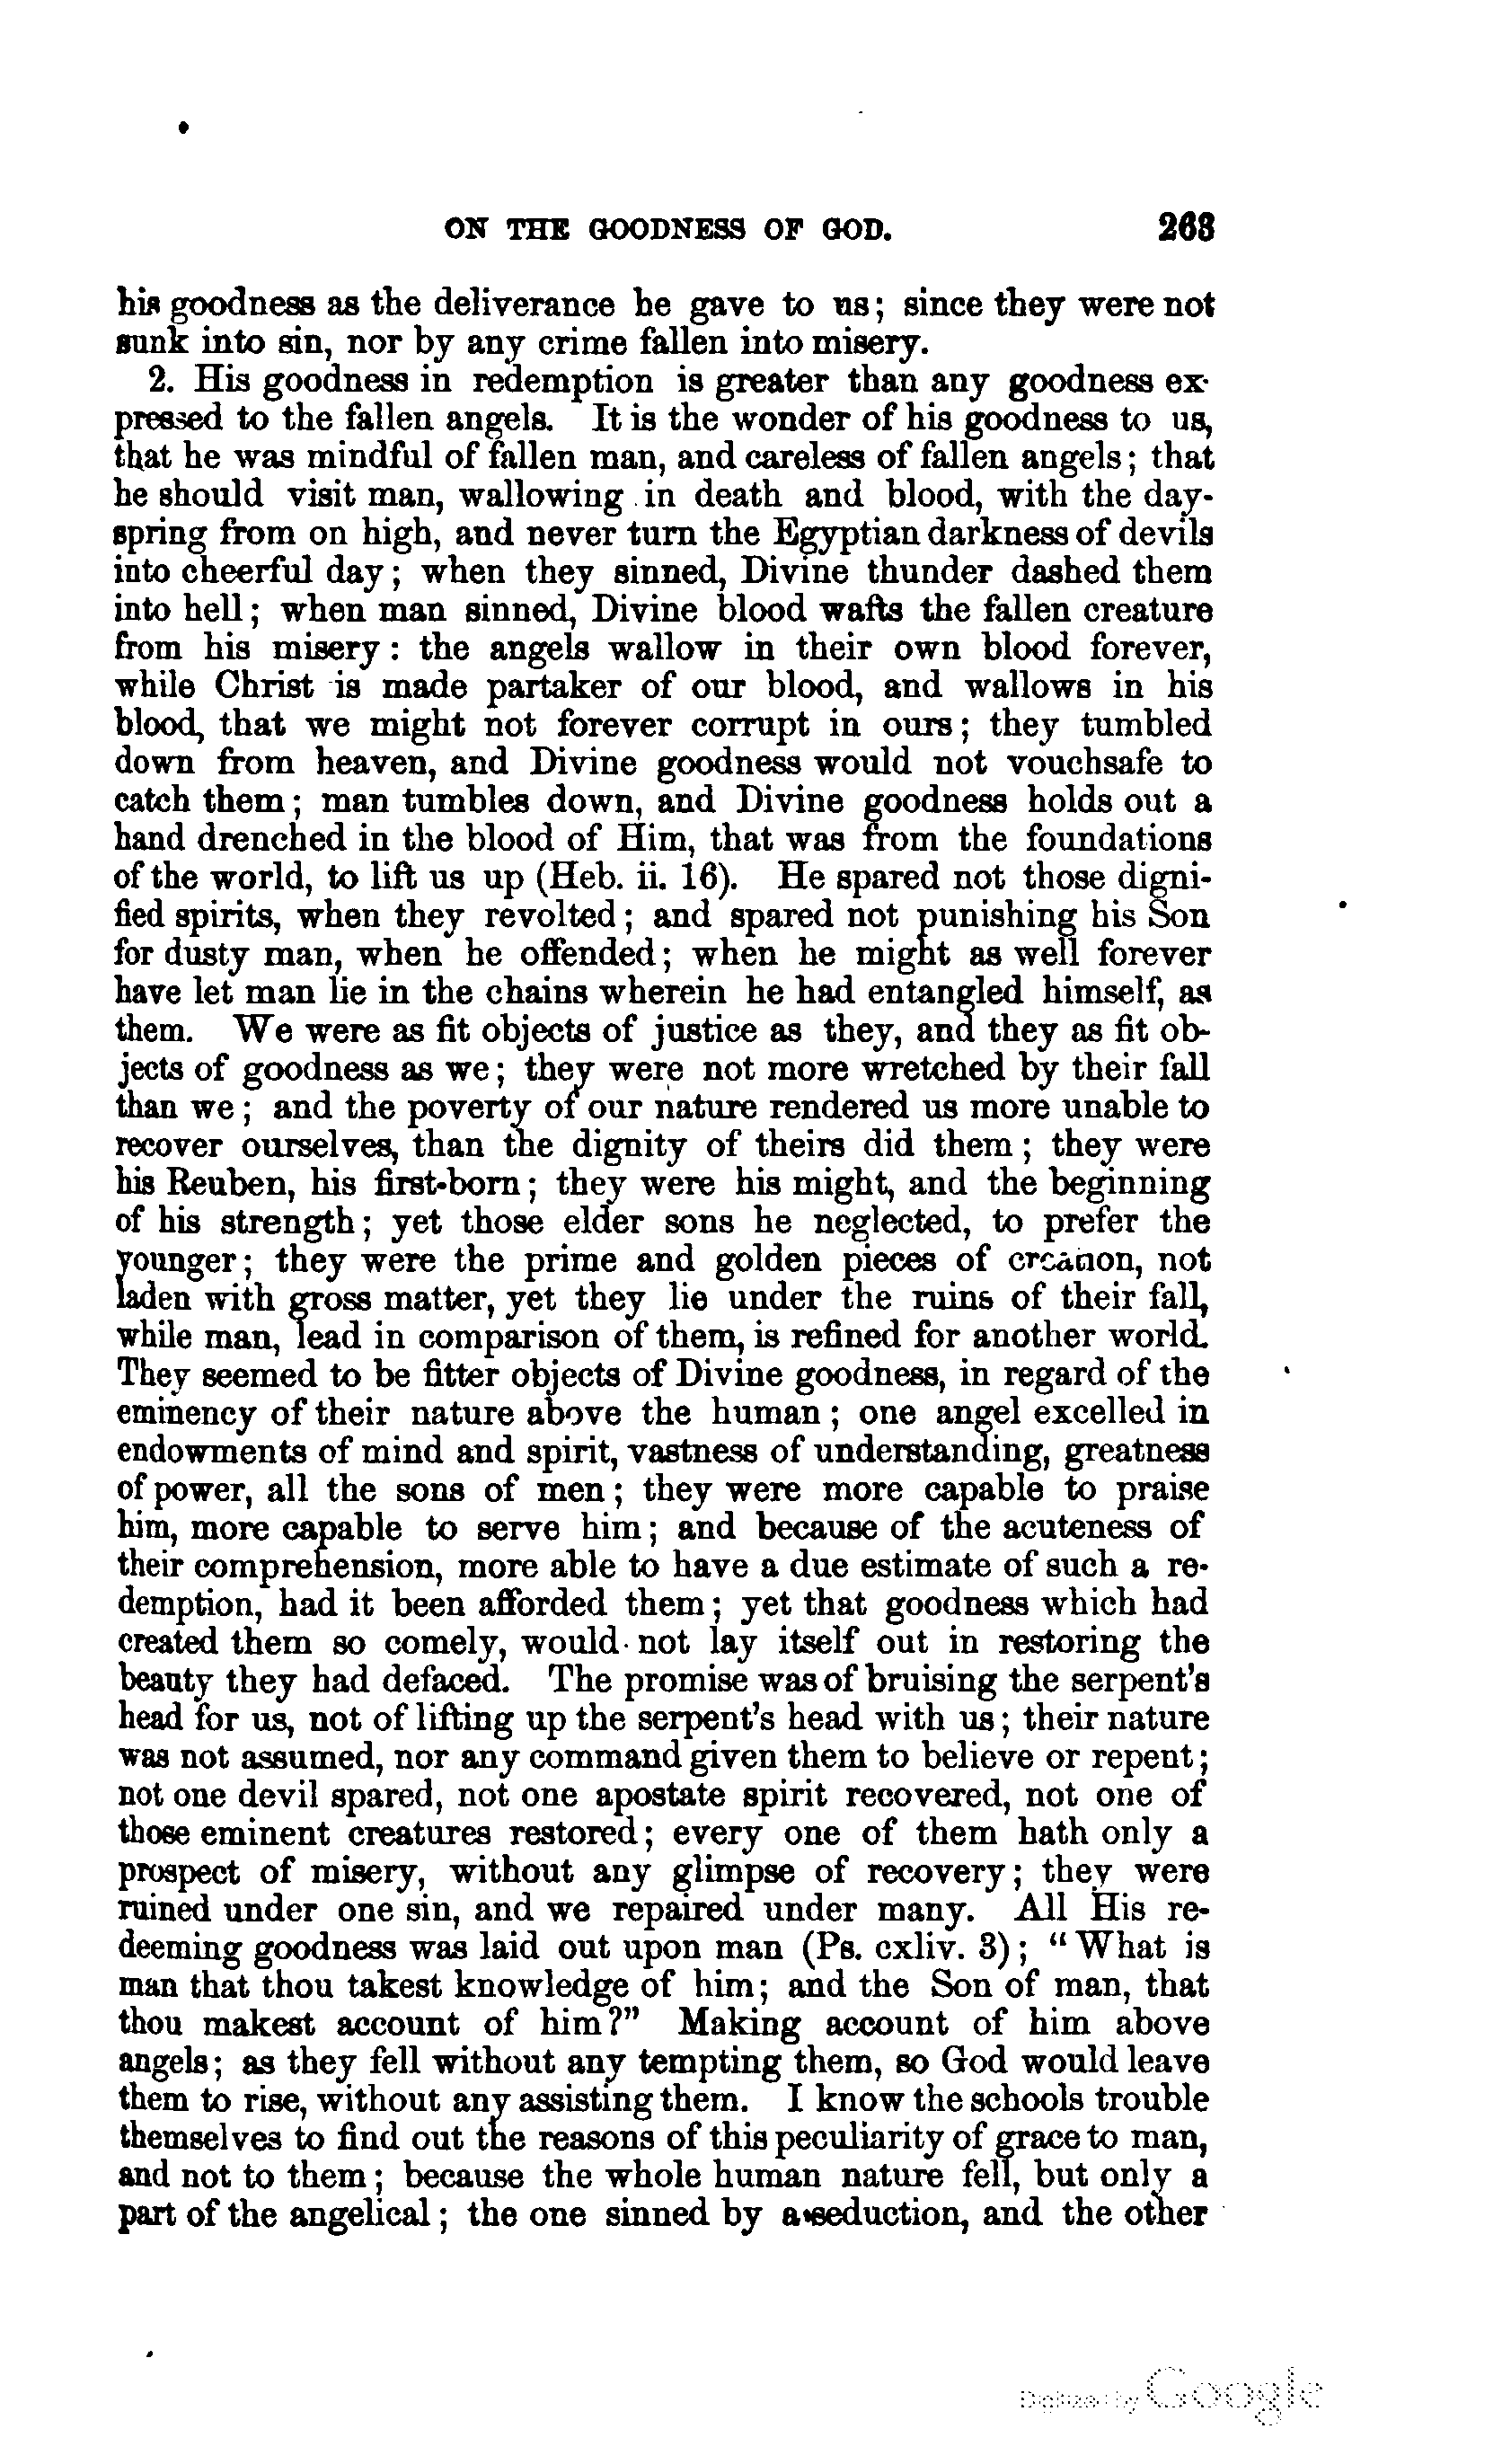 ON THE GOODNESS OF GOD. 263
his goodness as the deliverance he gave to us; since they were not
sunk into sin, nor by any crime fallen into misery.
2. His goodness in redemption is greater than any goodness ex-
pressed to the fallen angels. It is the wonder of his goodness to us,
that he was mindful of fallen man, and careless of fallen angels; that
he should visit man, wallowing in death and blood, with the day-
spring from on high, and never turn the Egyptian darkness of devils
into cheerful day; when they sinned, Divine thunder dashed them
into hell; when man sinned, Divine blood wafts the fallen creature
from his misery: the angels wallow in their own blood forever,
while Christ is made partaker of our blood, and wallows in his
blood, that we might not forever corrupt in ours; they tumbled
down from heaven, and Divine goodness would not vouchsafe to
catch them; man tumbles down, and Divine goodness holds out a
hand drenched in the blood of Him, that was from the foundations
of the world, to lift us up (Heb. ii. 16). He spared not those digni-
fied spirits, when they revolted; and spared not punishing his Son
for dusty man, when he offended; when he might as well forever
have let man lie in the chains wherein he had entangled himself, as
them. We were as fit objects of justice as they, and they as fit ob-
jects of goodness as we; they were not more wretched by their fall
than we; and the poverty of our nature rendered us more unable to
recover ourselves, than the dignity of theirs did them; they were
his Reuben, his first-born; they were his might, and the beginning
of his strength; yet those elder sons he neglected, to prefer the
younger; they were the prime and golden pieces of creation, not
laden with gross matter, yet they lie under the ruins of their fall,
while man, lead in comparison of them, is refined for another world.
They seemed to be fitter objects of Divine goodness, in regard of the
eminency of their nature above the human; one angel excelled in
endowments of mind and spirit, vastness of understanding, greatness
of power, all the sons of men; they were more capable to praise
him, more capable to serve him; and because of the acuteness of
their comprehension, more able to have a due estimate of such a re-
demption, had it been afforded them; yet that goodness which had
created them so comely, would not lay itself out in restoring the
beauty they had defaced. The promise was of bruising the serpent's
head for us, not of lifting up the serpent's head with us; their nature
was not assumed, nor any command given them to believe or repent;
not one devil spared, not one apostate spirit recovered, not one of
those eminent creatures restored; every one of them hath only a
prospect of misery, without any glimpse of recovery; they were
ruined under one sin, and we repaired under many. All His re-
deeming goodness was laid out upon man (Ps. cxliv. 3); "What is
man that thou takest knowledge of him; and the Son of man, that
thou makest account of him?" Making account of him above
angels; as they fell without any tempting them, so God would leave
them to rise, without any assisting them. I know the schools trouble
themselves to find out the reasons of this peculiarity of grace to man,
and not to them; because the whole human nature fell, but only a
part of the angelical; the one sinned by a seduction, and the other
Digitized by Google